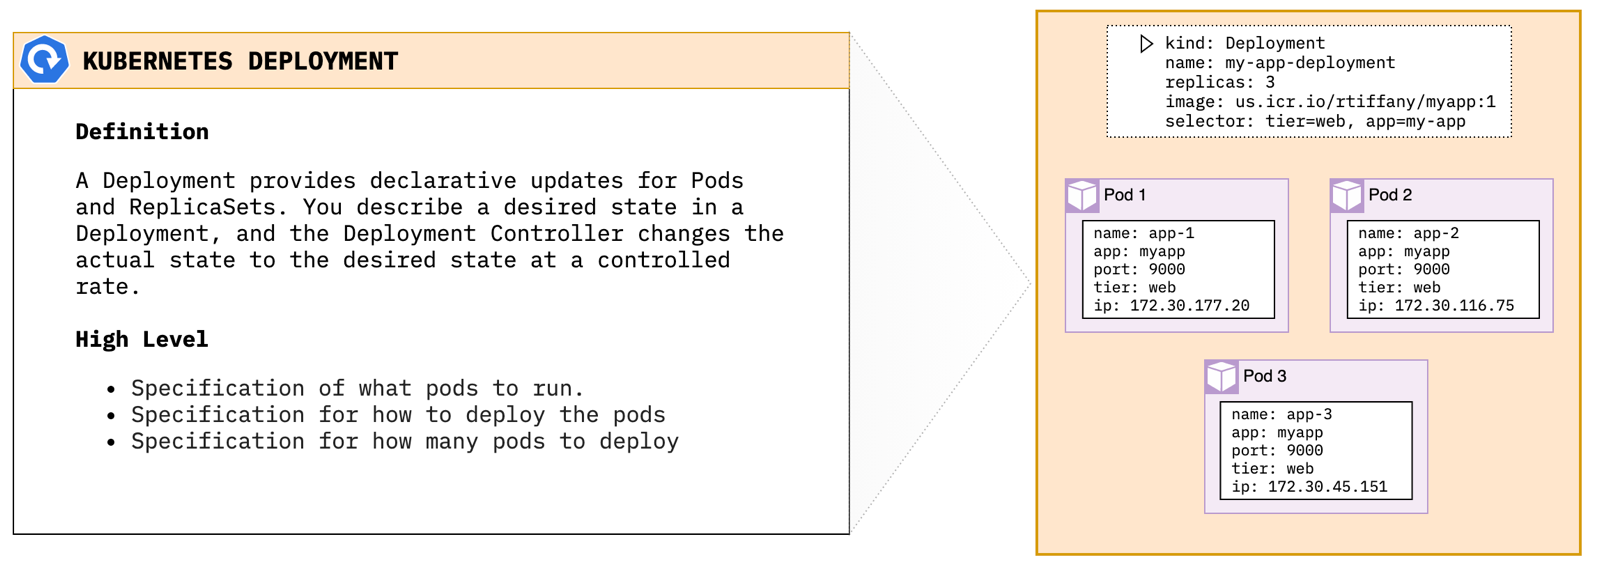 KUBERNETES DEPLOYMENT
Definition
A Deployment provides declarative updates for Pods
and ReplicaSets. You describe a desired state in a
Deployment, and the Deployment Controller changes the
actual state to the desired state at a controlled
rate.
High Level
• Specification of what pods to run.
• Specification for how to deploy the pods
• Specification for how many pods to deploy
kind: Deployment
name: my-app-deployment
replicas: 3
image: us.icr.io/rtiffany/myapp:1
selector: tier=web, app=my-app
Pod 1
name: app-1
app: myapp
port: 9000
tier: web
ip: 172.30.177.20
Pod 2
name: app-2
app: myapp
port: 9000
tier: web
ip: 172.30.116.75
Pod 3
name: app-3
app: myapp
port: 9000
tier: web
ip: 172.30.45.151